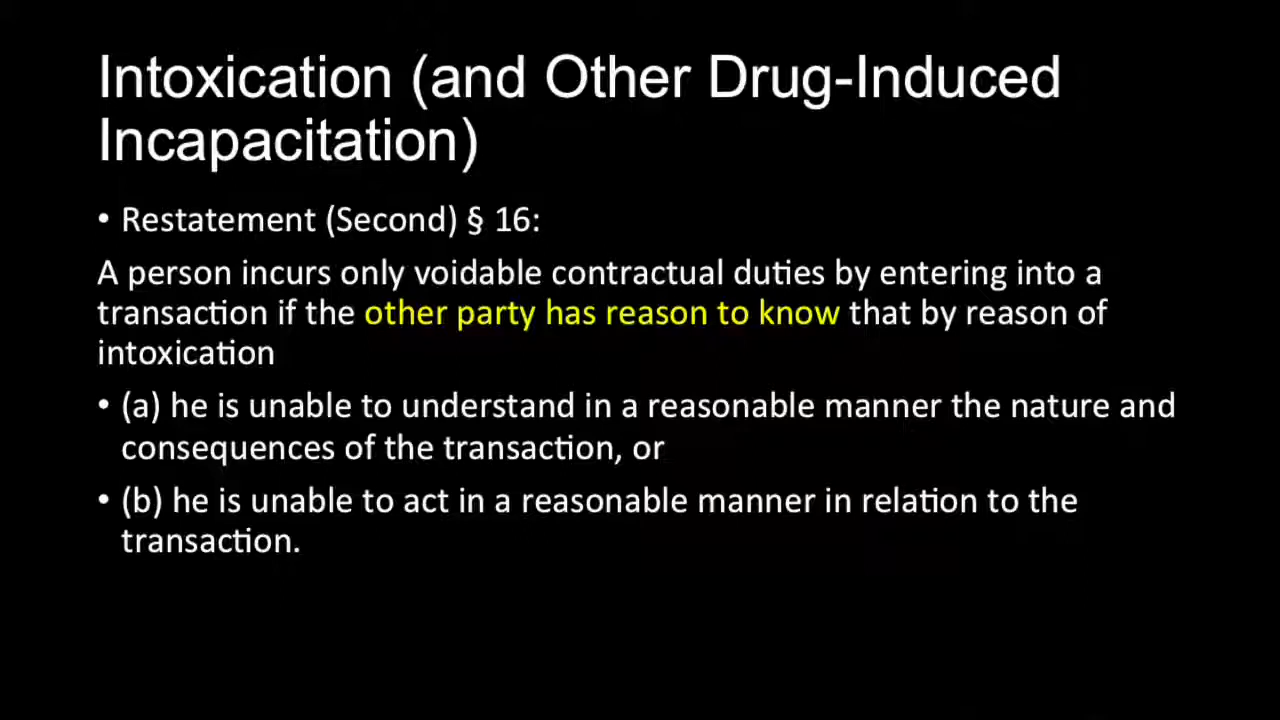 Intoxication (and Other Drug-Induced
Incapacitation)
• Restatement (Second) § 16:
A person incurs only voidable contractual duties by entering into a
transaction if the other party has reason to know that by reason of
intoxication
• (a) he is unable to understand in a reasonable manner the nature and
consequences of the transaction, or
• (b) he is unable to act in a reasonable manner in relation to the
transaction.